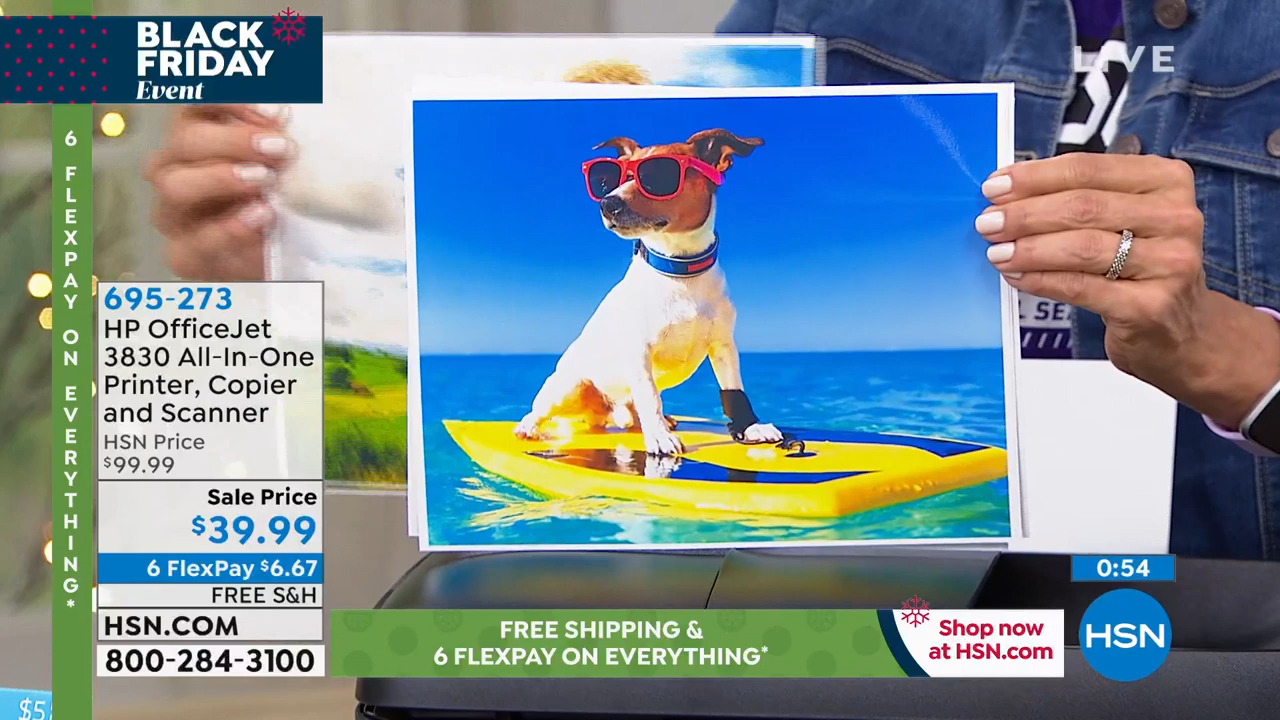 BLACK
FRIDAY
Event
LIVE
6 FLEXPAY ON EVERYTHING*
695-273
HP OfficeJet
3830 All-In-One
Printer, Copier
and Scanner
HSN Price
$99.99
Sale Price
$39.99
6 FlexPay $6.67
FREE S&H
HSN.COM
800-284-3100
FREE SHIPPING &
6 FLEXPAY ON EVERYTHING*
Shop now
at HSN.com
0:54
HSN